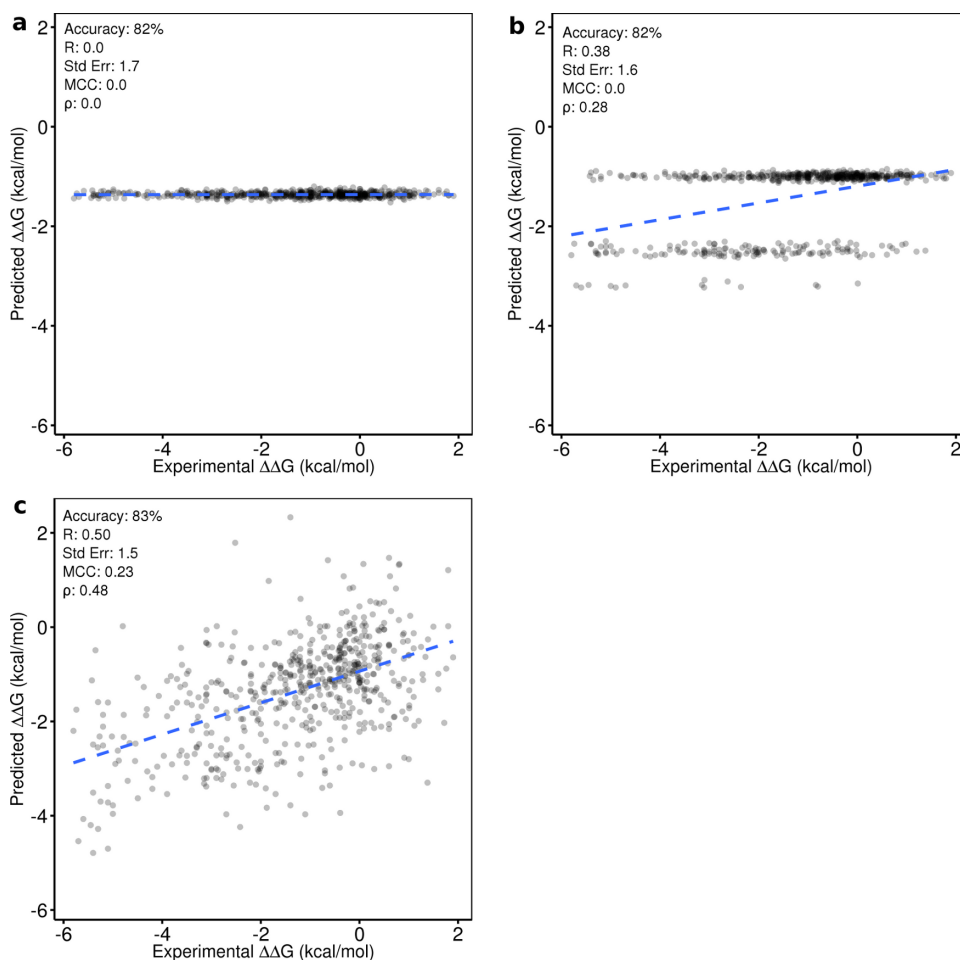 a
Accuracy: 82%
R: 0.0
Std Err: 1.7
MCC: 0.0
ρ: 0.0
2
0
-2
-4
-6
Predicted ΔΔG (kcal/mol)
-6 -4 -2 0 2
Experimental ΔΔG (kcal/mol)
b
Accuracy: 82%
R: 0.38
Std Err: 1.6
MCC: 0.0
ρ: 0.28
-2
0
-2
-4
-6
Predicted ΔΔG (kcal/mol)
-6 -4 -2 0 2
Experimental ΔΔG (kcal/mol)
c
Accuracy: 83%
R: 0.50
Std Err: 1.5
MCC: 0.23
ρ: 0.48
2
0
-2
-4
-6
Predicted ΔΔG (kcal/mol)
-6 -4 -2 0 2
Experimental ΔΔG (kcal/mol)